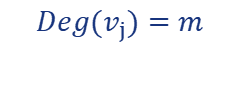 Deg(vⱼ) = m